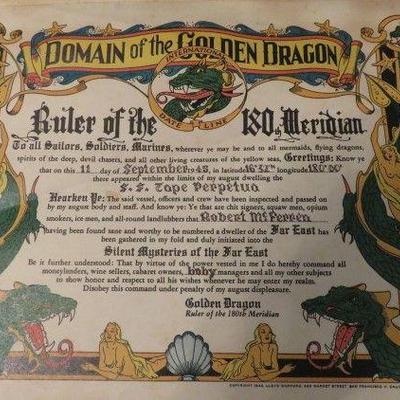 DOMAIN of the GOLDEN DRAGON
INTERNATIONAL
DATE LINE
Ruler of the 180th Meridian
To all Sailors, Soldiers, Marines, wherever ye may be and to all mermaids, flying dragons,
spirits of the deep, devil chasers, and all other living creatures of the yellow seas, Greetings: Know ye
that on this 11 day of September 1948, in latitude 16°52" longitude 180°00'
there appeared within the limits of my august dwelling the
S.S. Tope Perpetua
Hearken Ye: The said vessel, officers and crew have been inspected and passed on
by my august body and staff. And know ye: Ye that are chit signers, squaw men, opium
smokers, ice men, and all-round landlubbers that Robert
having been found sane and worthy to be numbered a dweller of the Far East has
been gathered in my fold and duly initiated into the
Silent Mysteries of the Far East
Be it further understood: That by virtue of the power vested in me I do hereby command all
moneylenders, wine sellers, cabaret owners, baby managers and all my other subjects
to show honor and respect to all his wishes whenever he may enter my realm.
Disobey this command under penalty of my august displeasure.
Golden Dragon
Ruler of the 180th Meridian